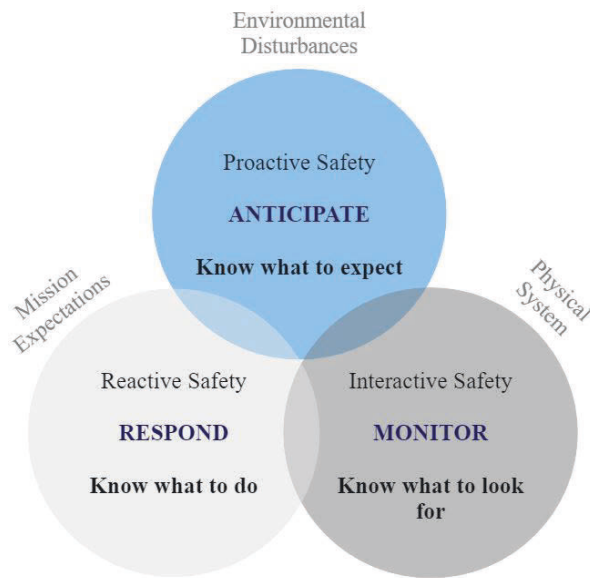 Environmental
Disturbances
Proactive Safety
ANTICIPATE
Know what to expect
Mission
Expectations
Physical
System
Reactive Safety
RESPOND
Know what to do
Interactive Safety
MONITOR
Know what to look
for